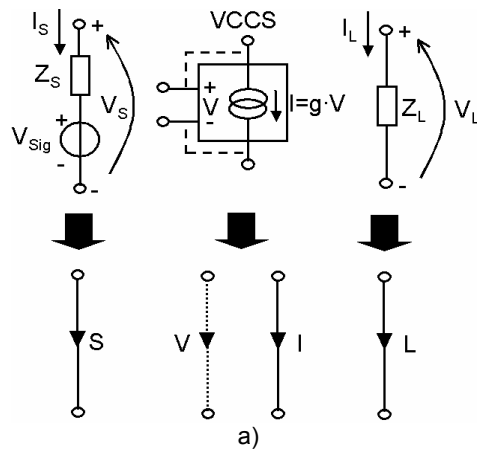 I_S + VCCS I_L +
Z_S V_S + V - I=g·V Z_L V_L
V_Sig + - - -
S V I L
a)